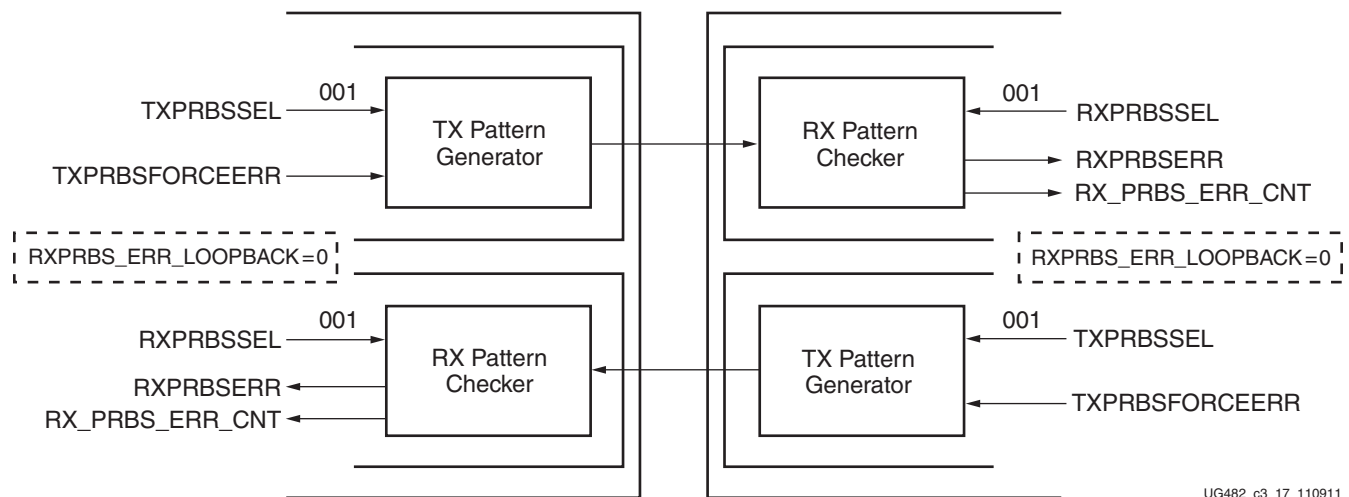 001
TXPRBSSEL
TXPRBSFORCEERR
TX Pattern
Generator
RX Pattern
Checker
001
RXPRBSSEL
RXPRBSERR
RX_PRBS_ERR_CNT
RXPRBS_ERR_LOOPBACK=0
RXPRBS_ERR_LOOPBACK=0
001
RXPRBSSEL
RXPRBSERR
RX_PRBS_ERR_CNT
RX Pattern
Checker
TX Pattern
Generator
001
TXPRBSSEL
TXPRBSFORCEERR
UG482_c3_17_110911